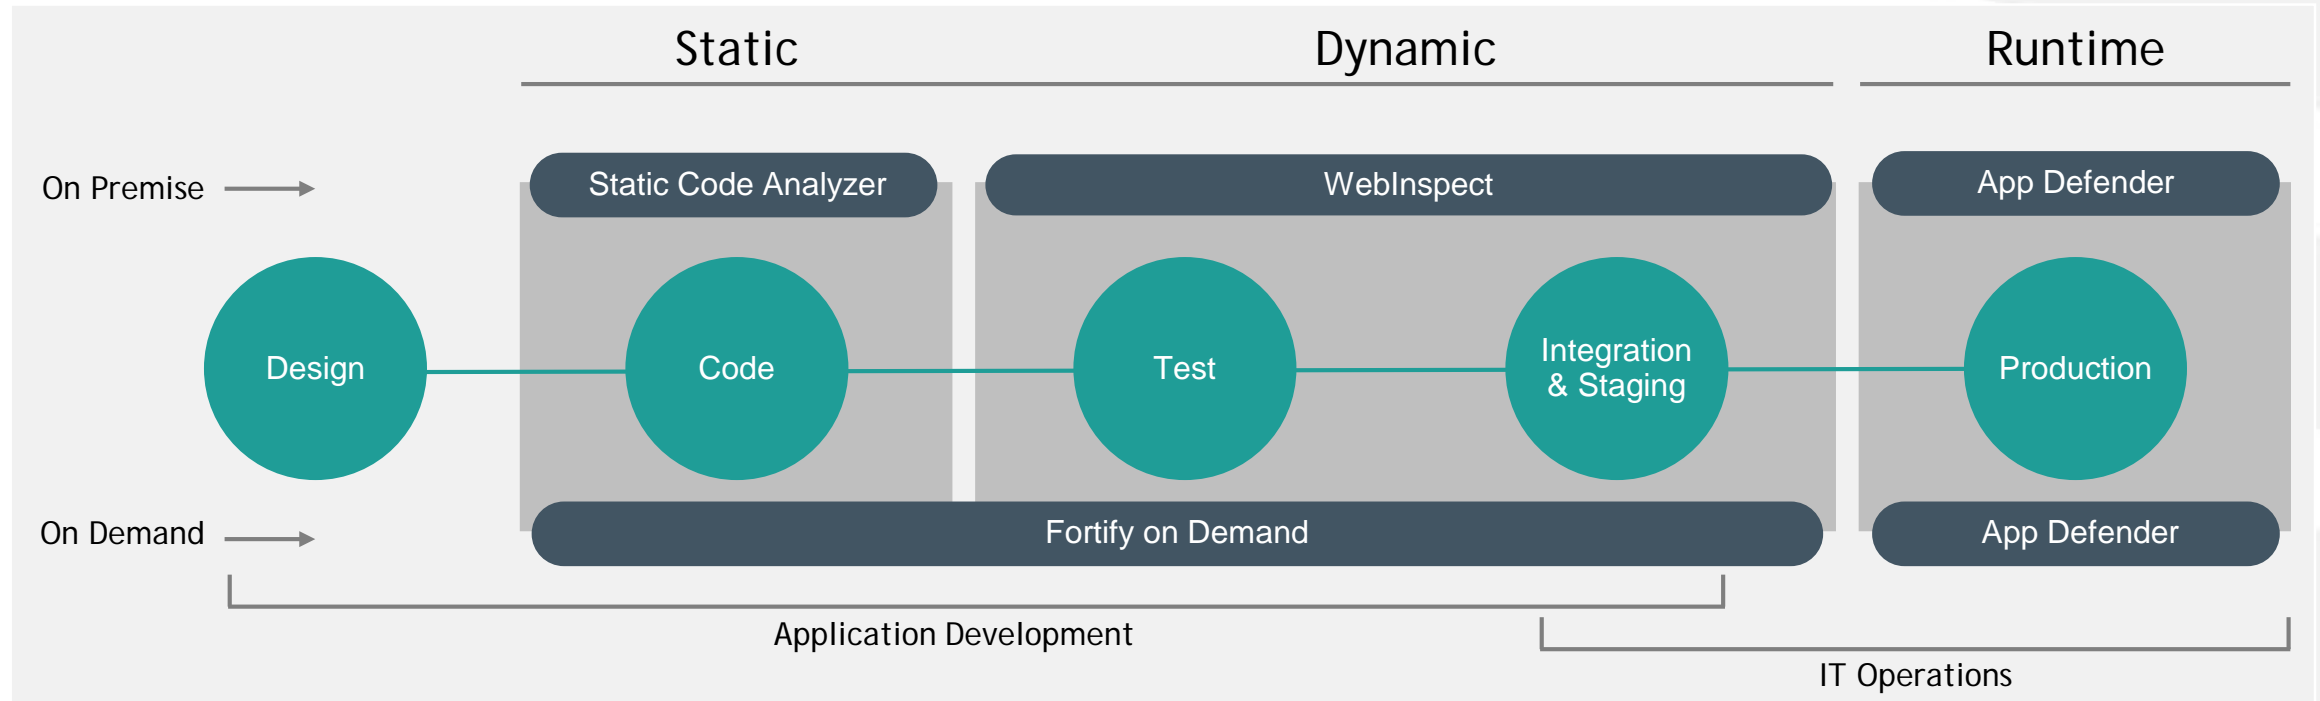 Static
Dynamic
Runtime
On Premise
Static Code Analyzer
WebInspect
App Defender
Design
Code
Test
Integration
& Staging
Production
On Demand
Fortify on Demand
App Defender
Application Development
IT Operations